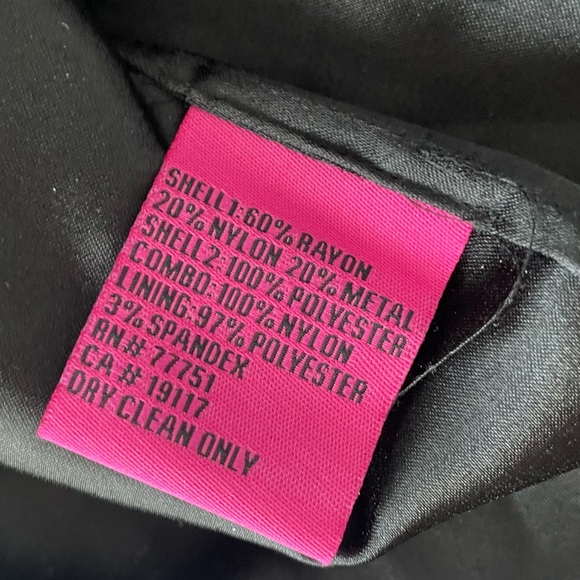 SHELL1:60% RAYON
20% NYLON 20% METAL
SHELL2:100% POLYESTER
COMBO:100% NYLON
LINING:97% POLYESTER
3% SPANDEX
RN# 77751
CA # 19117
DRY CLEAN ONLY